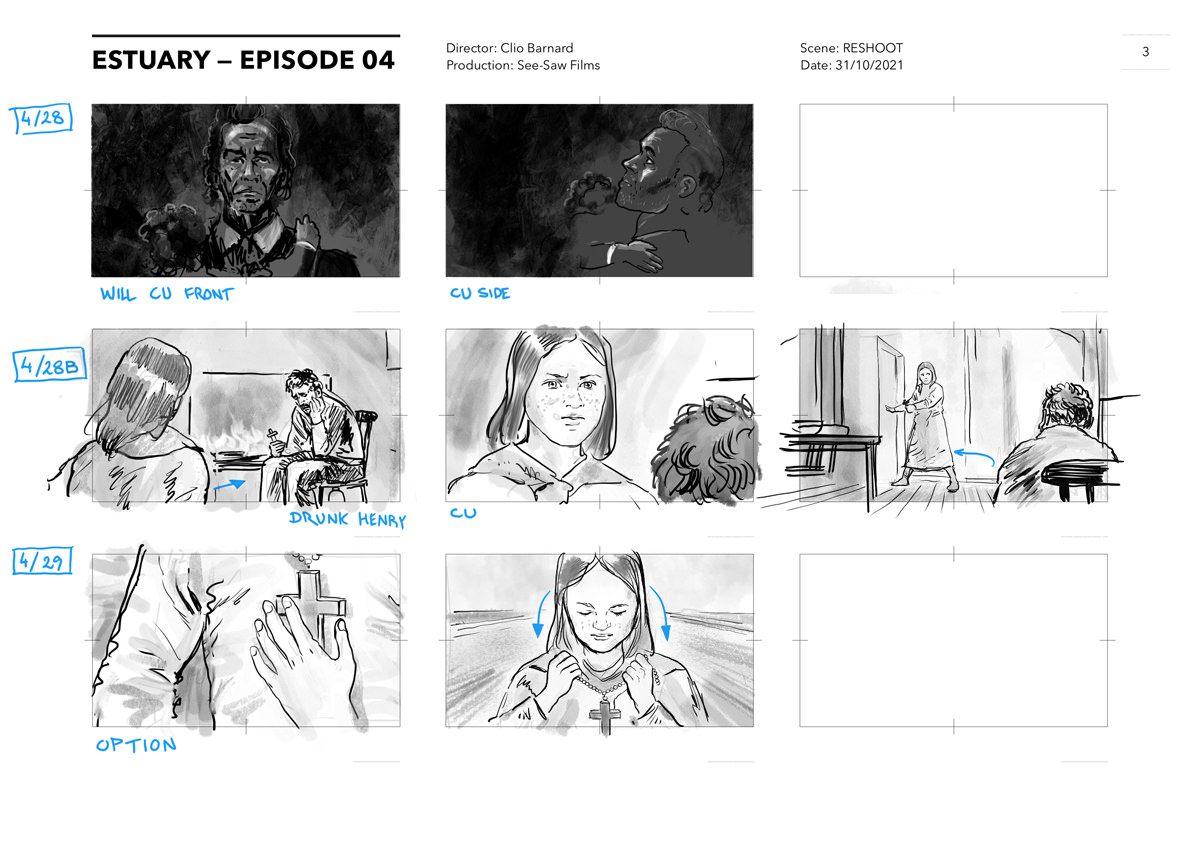 ESTUARY – EPISODE 04
Director: Clio Barnard
Production: See-Saw Films
Scene: RESHOOT
Date: 31/10/2021
3
4/28
WILL CU FRONT
CU SIDE
4/28B
DRUNK HENRY
CU
4/29
OPTION